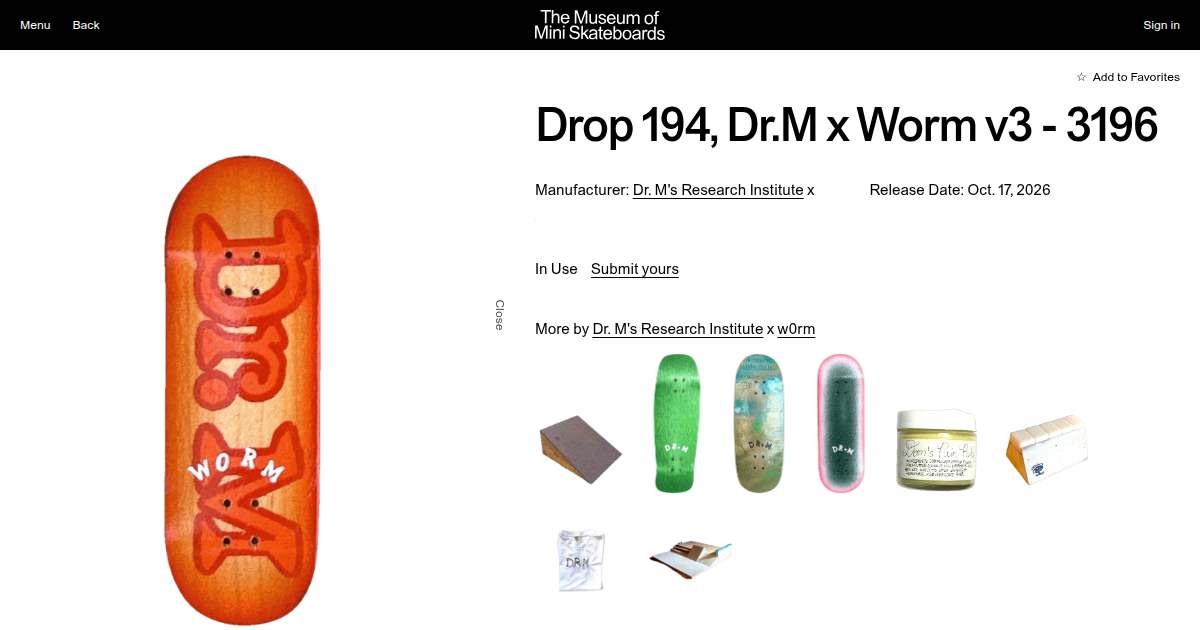 Menu
Back
The Museum of
Mini Skateboards
Sign in
☆ Add to Favorites
Drop 194, Dr.M x Worm v3 - 3196
Manufacturer: Dr. M's Research Institute x
Release Date: Oct. 17, 2026
In Use
Submit yours
Close
More by Dr. M's Research Institute x w0rm
Dr. M
WORM
DR•M
DR•M
DR•M
DR.M